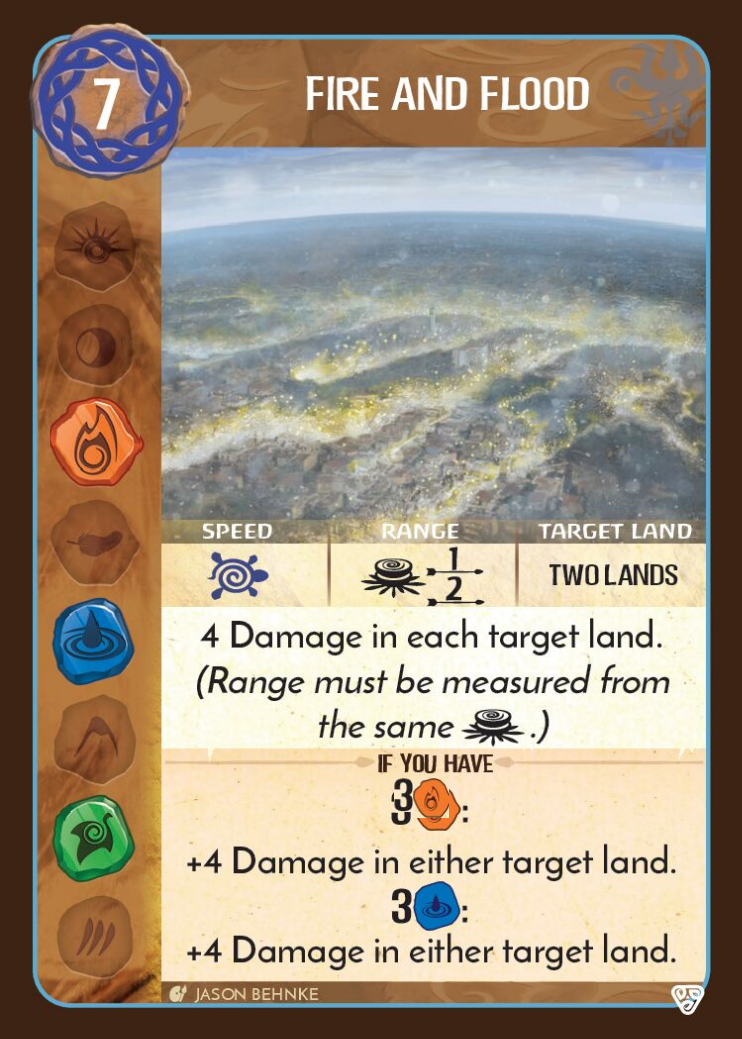 7
FIRE AND FLOOD
SPEED RANGE TARGET LAND
1
2
TWO LANDS
4 Damage in each target land.
(Range must be measured from
the same .)
IF YOU HAVE
3 :
+4 Damage in either target land.
3 :
+4 Damage in either target land.
JASON BEHNKE